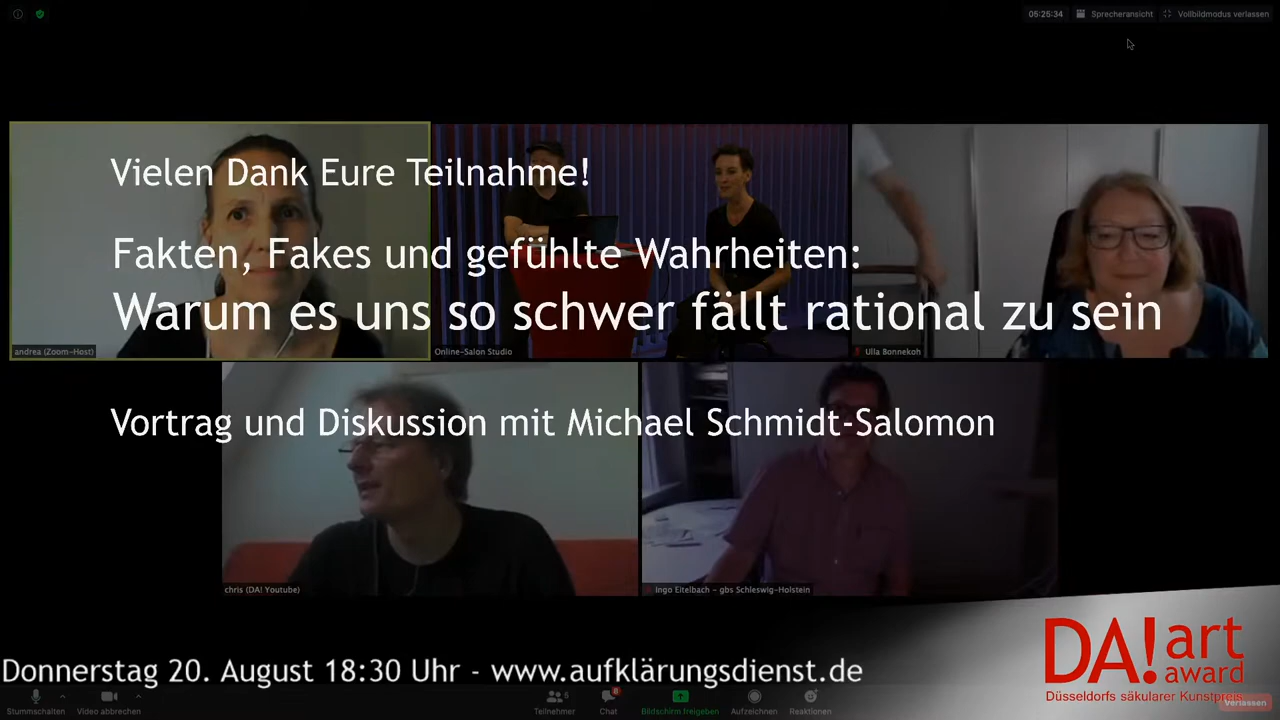 05:25:34
Sprecheransicht
Vollbildmodus verlassen
Vielen Dank Eure Teilnahme!
Fakten, Fakes und gefühlte Wahrheiten:
Warum es uns so schwer fällt rational zu sein
andrea (Zoom-Host)
Online-Salon Studio
Ulla Bonnekoh
Vortrag und Diskussion mit Michael Schmidt-Salomon
chris (DA! Youtube)
Ingo Eitelbach - gbs Schleswig-Holstein
DA! art award
Düsseldorfs säkularer Kunstpreis
Donnerstag 20. August 18:30 Uhr - www.aufklärungsdienst.de
Stummschalten
Video abbrechen
Teilnehmer
6
Chat
8
Bildschirm freigeben
Aufzeichnen
Reaktionen
Verlassen